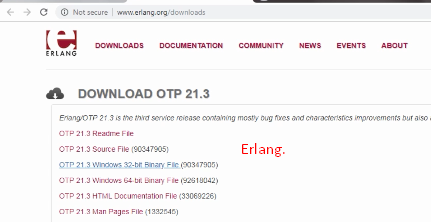 Not secure | www.erlang.org/downloads
ERLANG
DOWNLOADS DOCUMENTATION COMMUNITY NEWS EVENTS ABOUT
DOWNLOAD OTP 21.3
Erlang/OTP 21.3 is the third service release containing mostly bug fixes and characteristics improvements but also
OTP 21.3 Readme File
OTP 21.3 Source File (90347905)
Erlang.
OTP 21.3 Windows 32-bit Binary File (90347905)
OTP 21.3 Windows 64-bit Binary File (92618042)
OTP 21.3 HTML Documentation File (33069226)
OTP 21.3 Man Pages File (1332545)